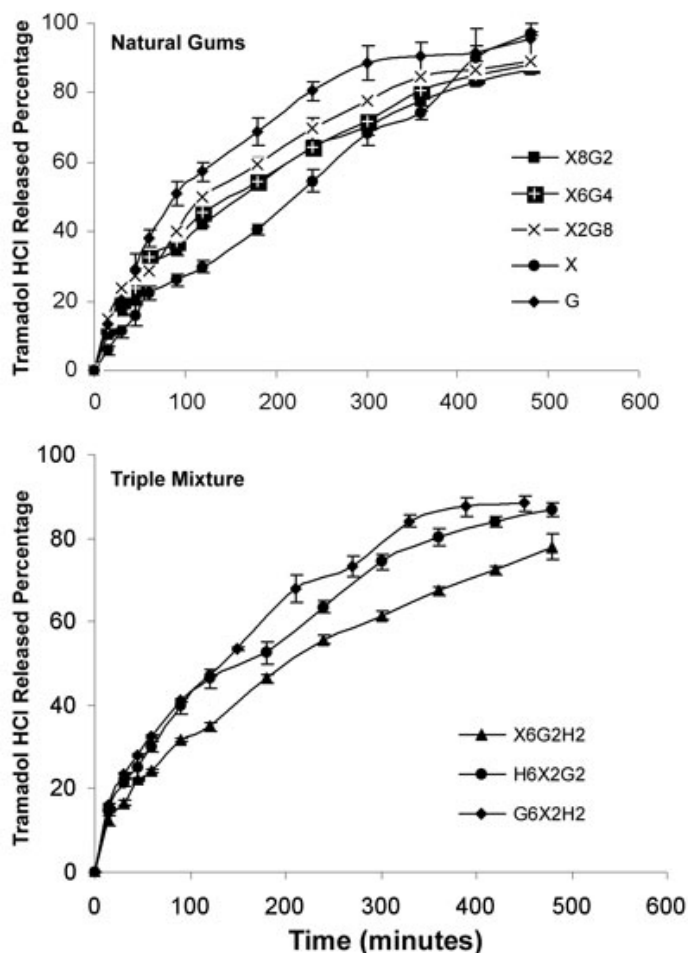 Natural Gums
Tramadol HCl Released Percentage
100
80
60
40
20
0
0 100 200 300 400 500 600
X8G2
X6G4
X2G8
X
G
Triple Mixture
Tramadol HCl Released Percentage
100
80
60
40
20
0
0 100 200 300 400 500 600
X6G2H2
H6X2G2
G6X2H2
Time (minutes)